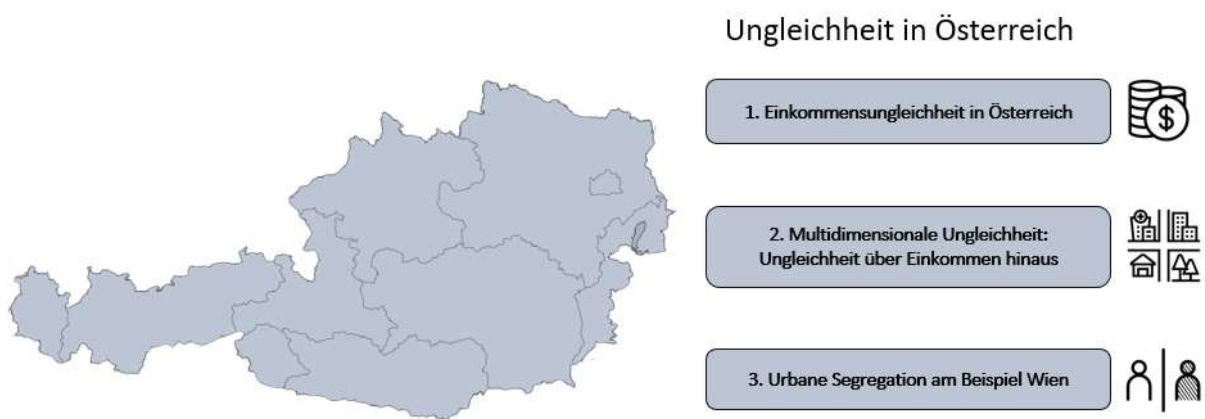 Ungleichheit in Österreich
1. Einkommensungleichheit in Österreich
$
2. Multidimensionale Ungleichheit:
Ungleichheit über Einkommen hinaus
3. Urbane Segregation am Beispiel Wien